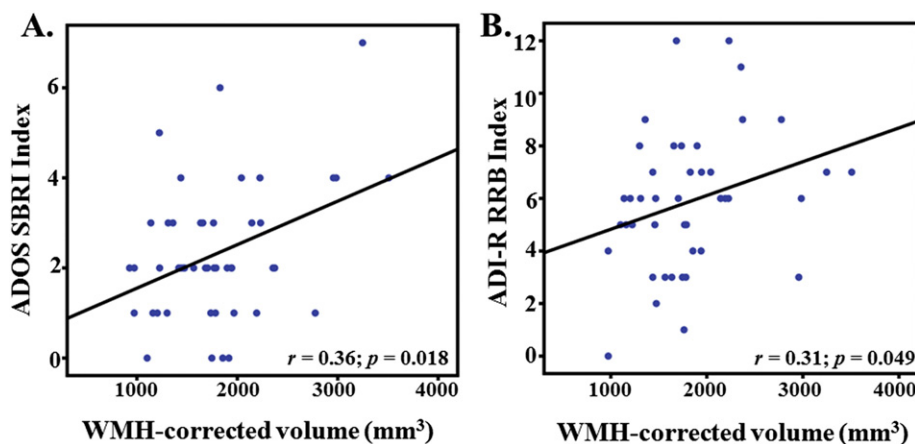 A.
ADOS SBRI Index
6
4
2
0
r = 0.36; p = 0.018
1000 2000 3000 4000
WMH-corrected volume (mm³)
B.
ADI-R RRB Index
12
10
8
6
4
2
0
r = 0.31; p = 0.049
1000 2000 3000 4000
WMH-corrected volume (mm³)